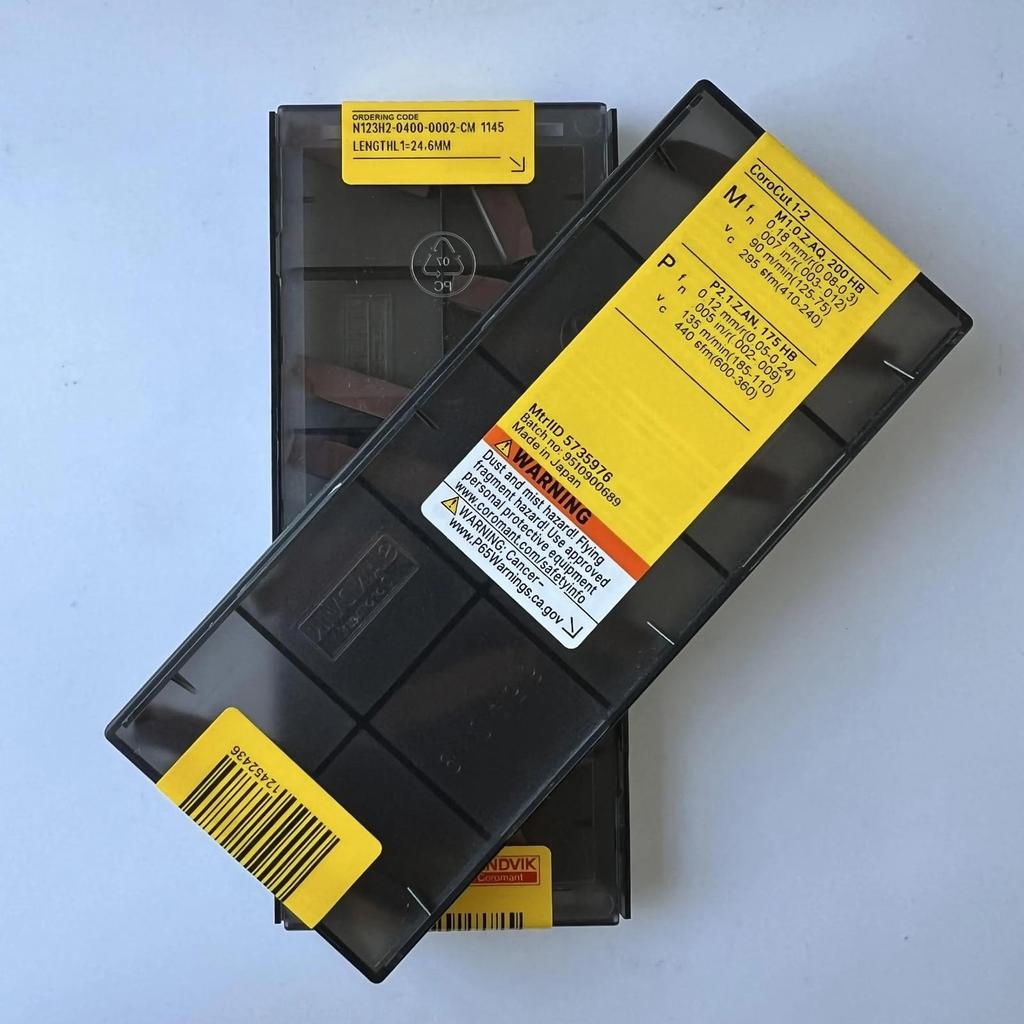 ORDERING CODE
N123H2-0400-0002-CM 1145
LENGTHL1=24.6MM
07
PC
CoroCut 1-2
M M1.0.Z.AQ, 200 HB
fn 0.18 mm/r(0.08-0.3)
.007 in/r(.003-.012)
vc 90 m/min(125-75)
295 sfm(410-240)
P P2.1.Z.AN, 175 HB
fn 0.12 mm/r(0.05-0.24)
.005 in/r(.002-.009)
vc 135 m/min(185-110)
440 sfm(600-360)
MtrlID 5735976
Batch no: 9510900689
Made in Japan
WARNING
Dust and mist hazard! Flying
fragment hazard! Use approved
personal protective equipment
www.coromant.com/safetyinfo
WARNING: Cancer–
www.P65Warnings.ca.gov
12452436
NDVIK
Coromant